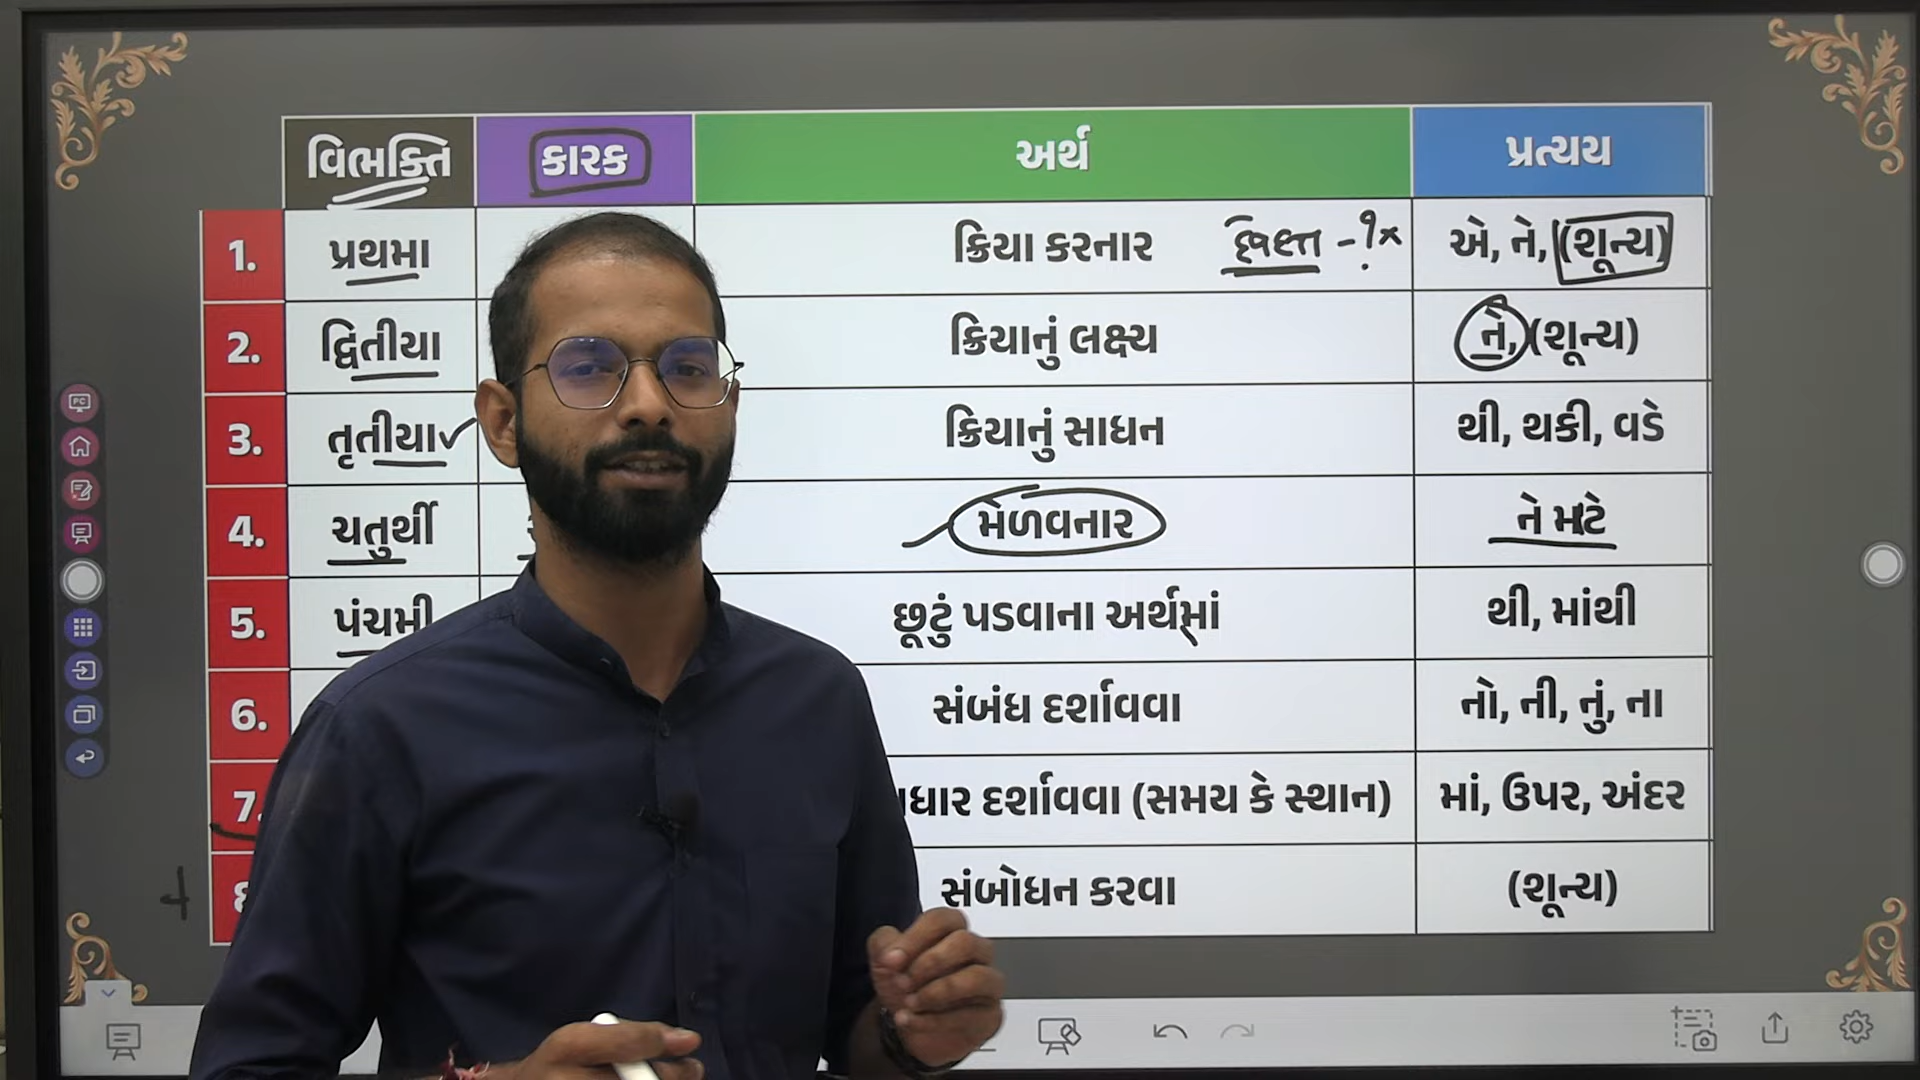 વિભક્તિ કારક અર્થ પ્રત્યય
1. પ્રથમા ક્રિયા કરનાર એ, ને, (શૂન્ય)
2. દ્વિતીયા ક્રિયાનું લક્ષ્ય ને, (શૂન્ય)
3. તૃતીયા ક્રિયાનું સાધન થી, થકી, વડે
4. ચતુર્થી મેળવનાર ને માટે
5. પંચમી છૂટું પડવાના અર્થમાં થી, માંથી
6. સંબંધ દર્શાવવા નો, ની, નું, ના
7. દર્શાવવા (સમય કે સ્થાન) માં, ઉપર, અંદર
સંબોધન કરવા (શૂન્ય)